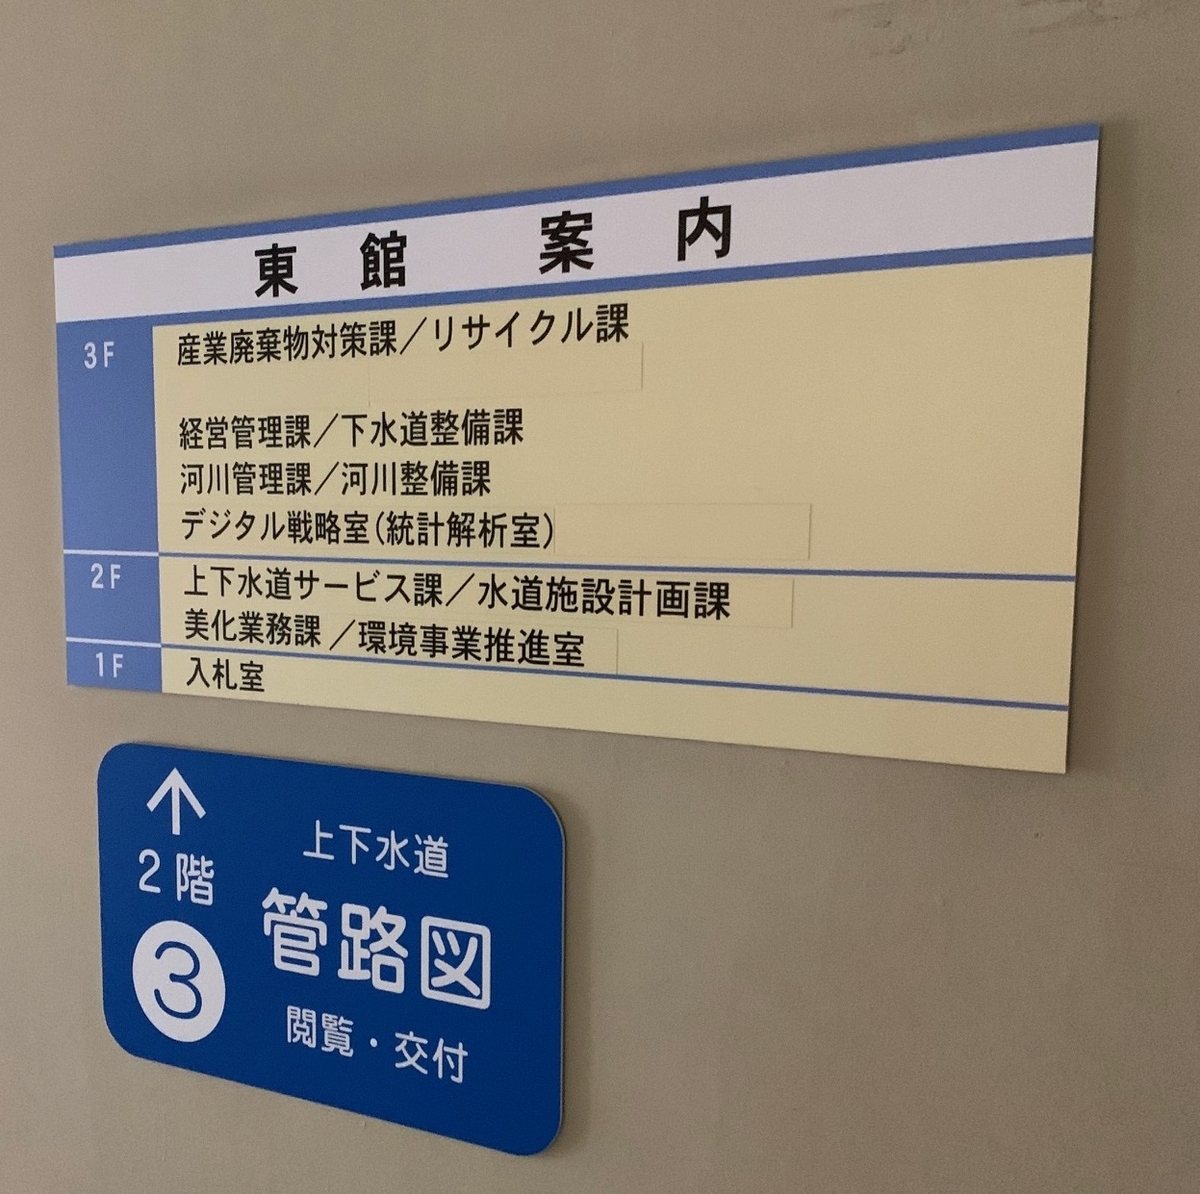 東館 案内
3F
産業廃棄物対策課／リサイクル課
経営管理課／下水道整備課
河川管理課／河川整備課
デジタル戦略室(統計解析室)
2F
上下水道サービス課／水道施設計画課
美化業務課／環境事業推進室
1F
入札室
↑
2階
3
上下水道
管路図
閲覧・交付